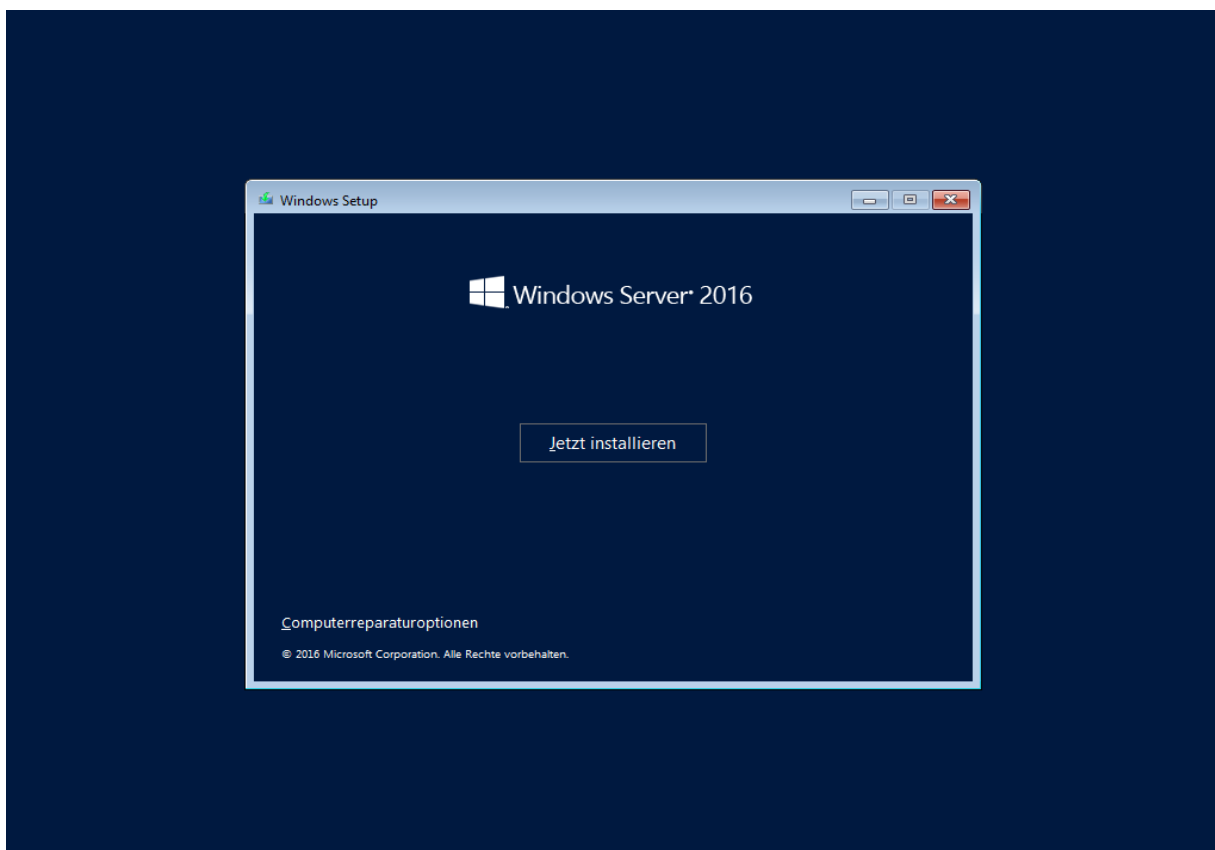 Windows Setup
Windows Server® 2016
Jetzt installieren
Computerreparaturoptionen
© 2016 Microsoft Corporation. Alle Rechte vorbehalten.